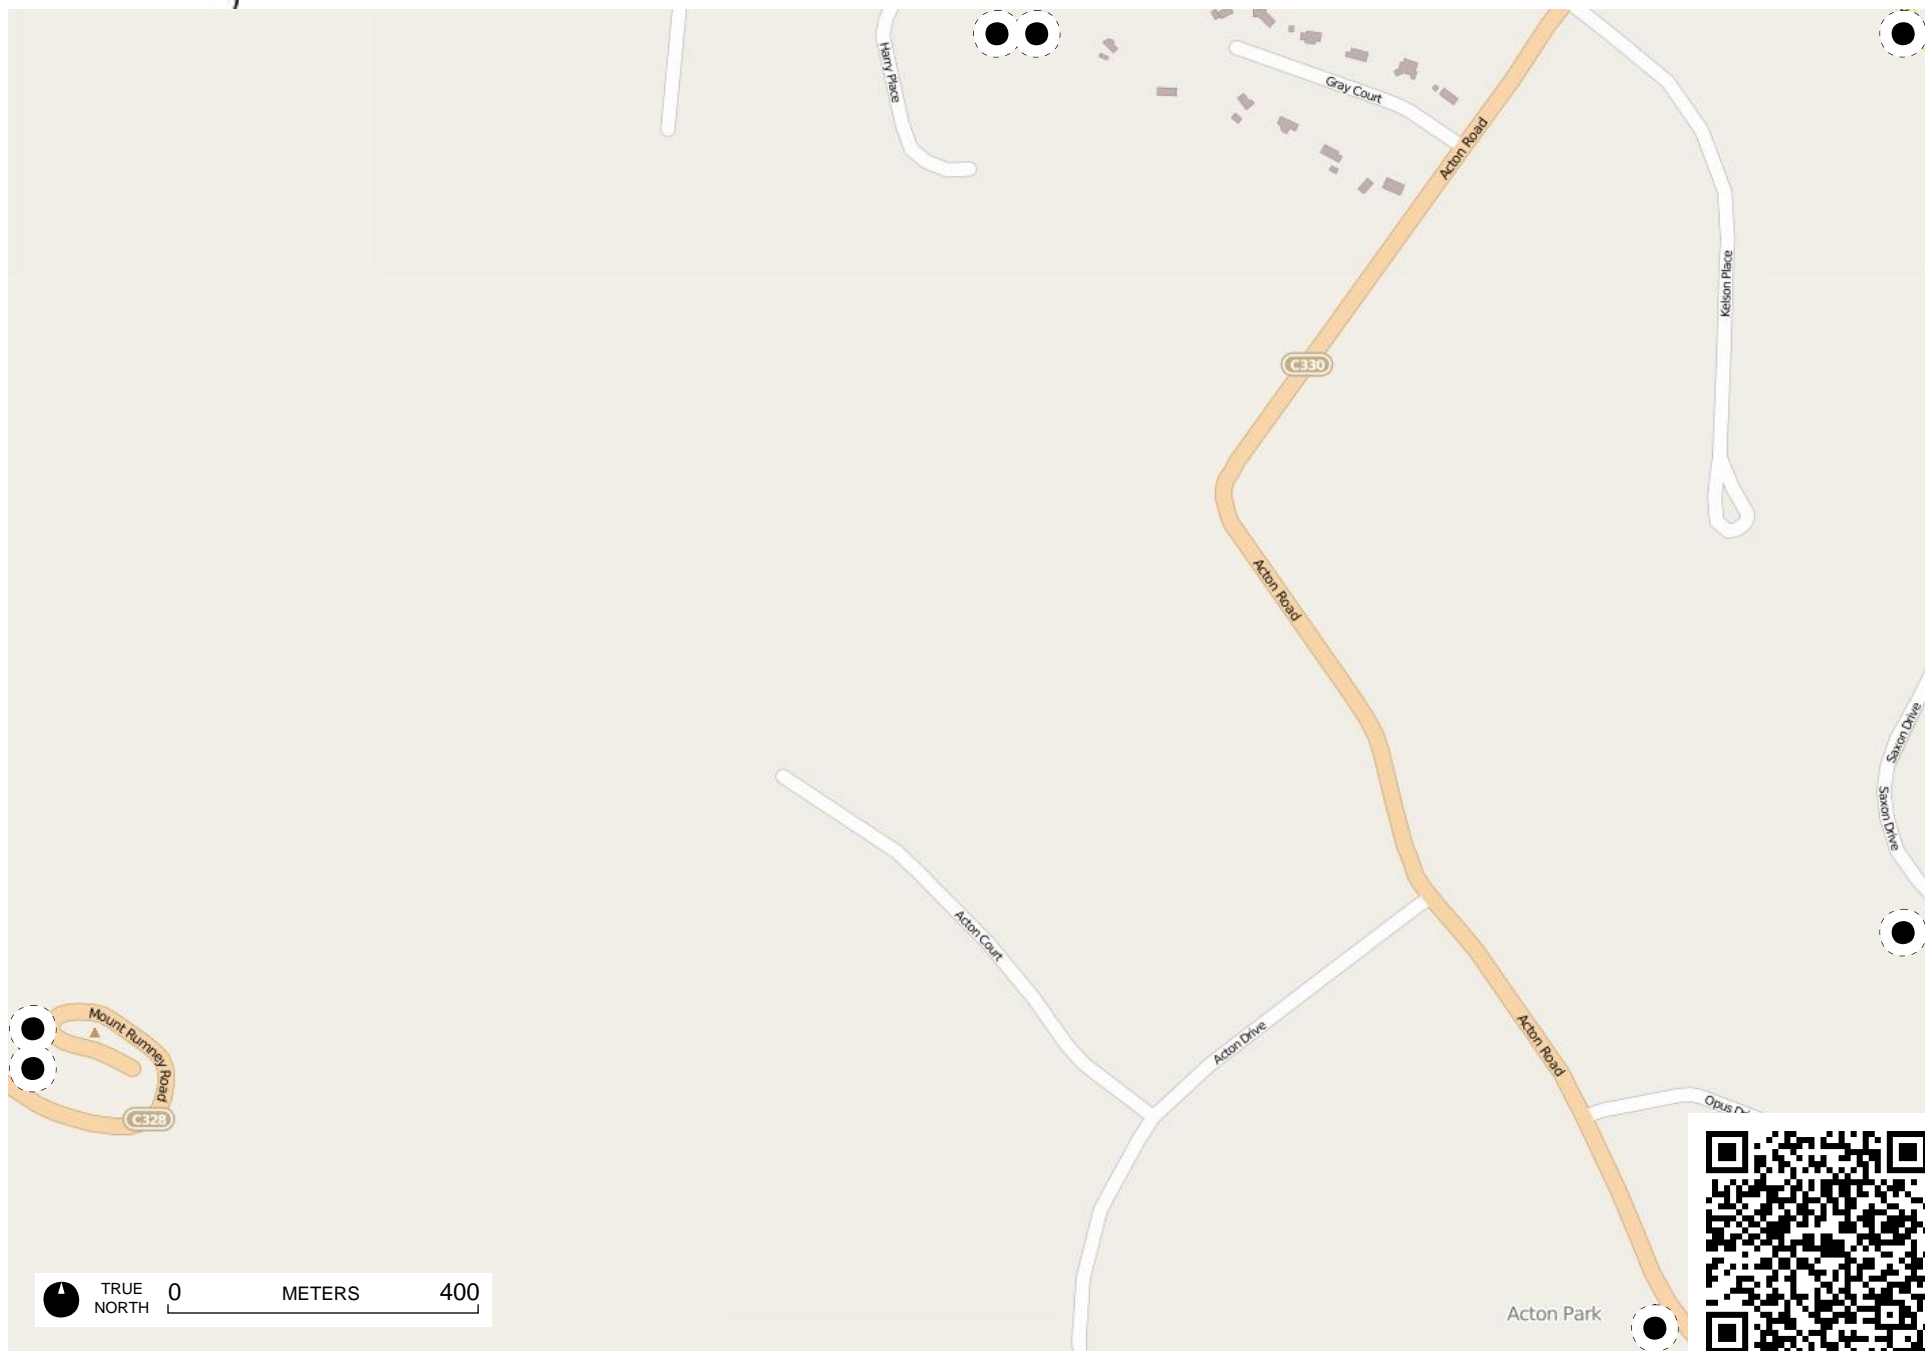 Harry Place
Gray Court
Acton Road
Kelson Place
C330
Acton Road
Saxon Drive
Saxon Drive
Acton Court
Mount Rumney Road
Acton Drive
Acton Road
Opus
C328
TRUE
NORTH
0 METERS 400
Acton Park